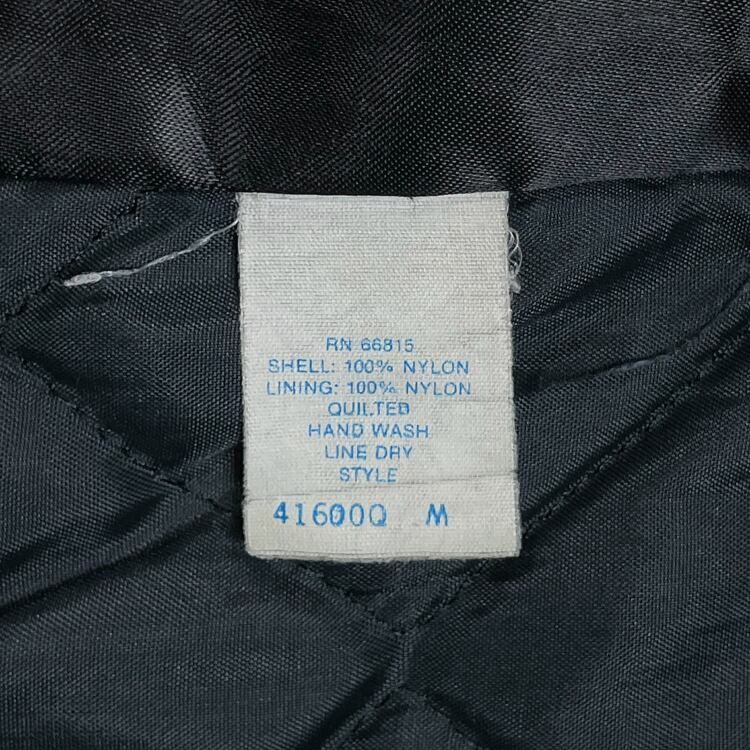 RN 66815
SHELL: 100% NYLON
LINING: 100% NYLON
QUILTED
HAND WASH
LINE DRY
STYLE
41600Q M